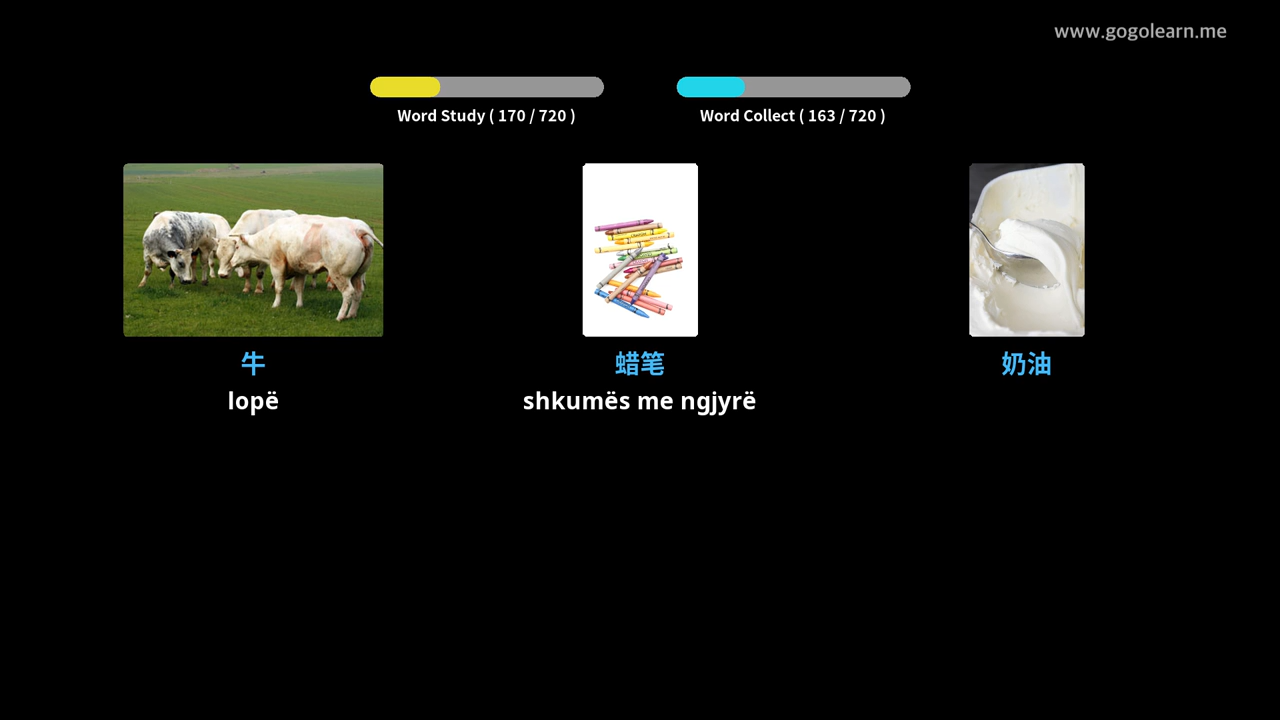 www.gogolearn.me
Word Study ( 170 / 720 )
Word Collect ( 163 / 720 )
牛
lopë
蜡笔
shkumës me ngjyrë
奶油